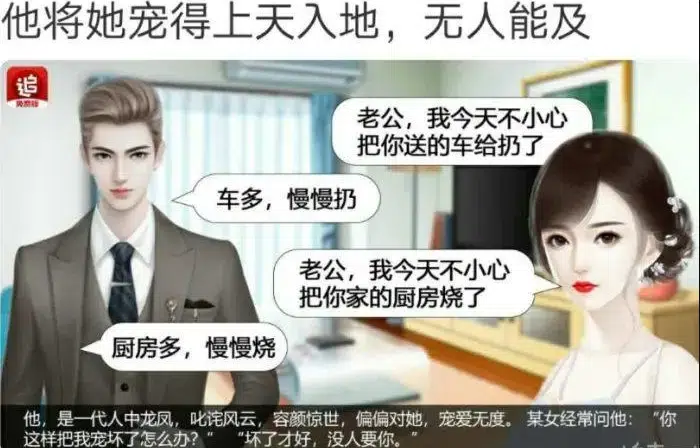 他将她宠得上天入地，无人能及
追
免费版
老公，我今天不小心
把你送的车给扔了
车多，慢慢扔
老公，我今天不小心
把你家的厨房烧了
厨房多，慢慢烧
他，是一代人中龙凤，叱诧风云，容颜惊世，偏偏对她，宠爱无度。某女经常问他：“你
这样把我宠坏了怎么办？“ “坏了才好，没人要你。”